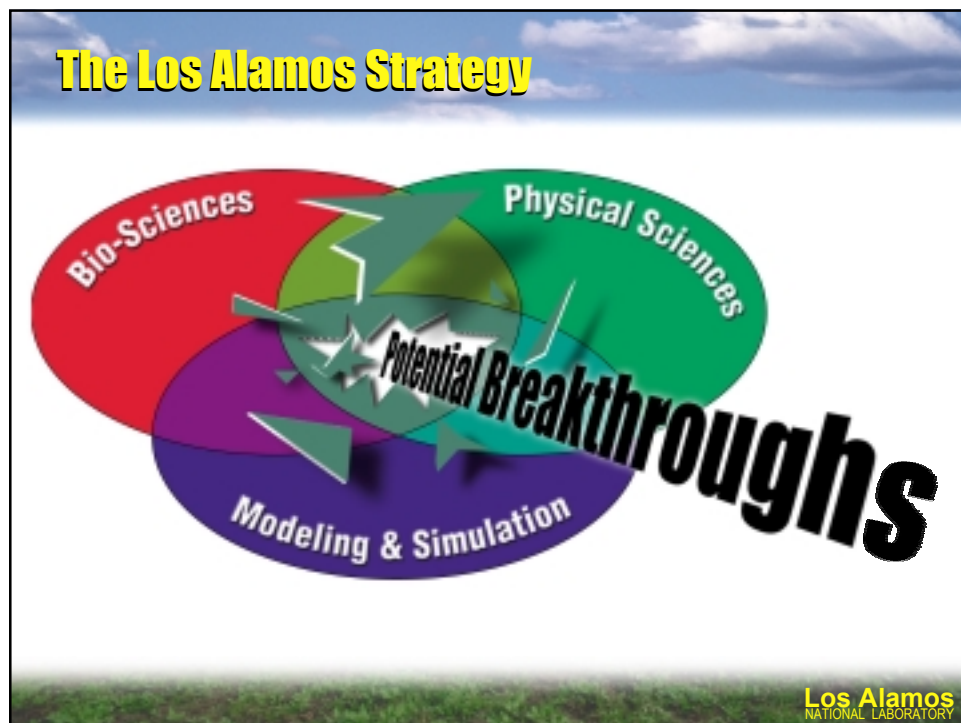 The Los Alamos Strategy
Bio-Sciences
Physical Sciences
Potential Breakthroughs
Modeling & Simulation
Los Alamos
NATIONAL LABORATORY